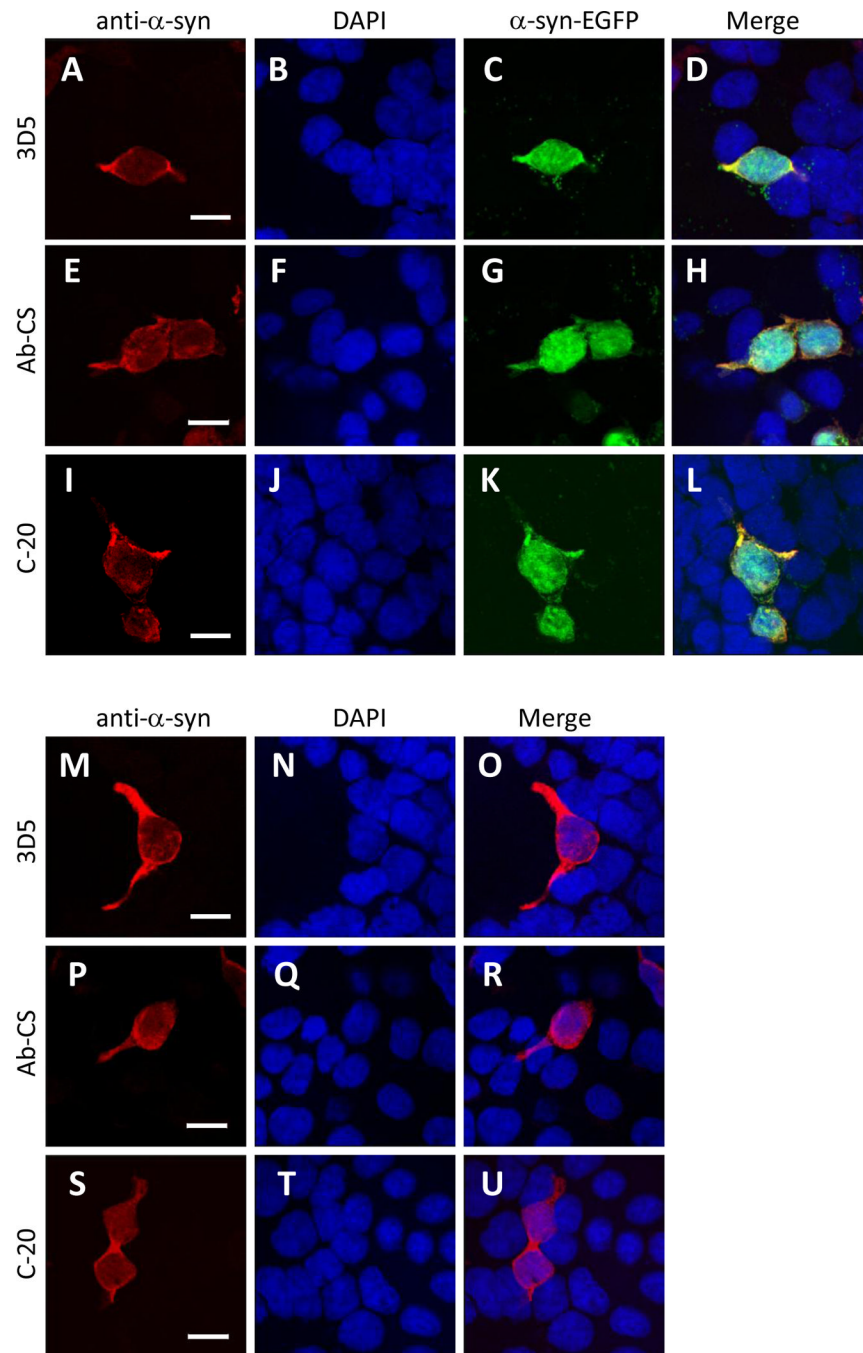 anti-α-syn DAPI α-syn-EGFP Merge
3D5 A B C D
Ab-CS E F G H
C-20 I J K L
anti-α-syn DAPI Merge
3D5 M N O
Ab-CS P Q R
C-20 S T U